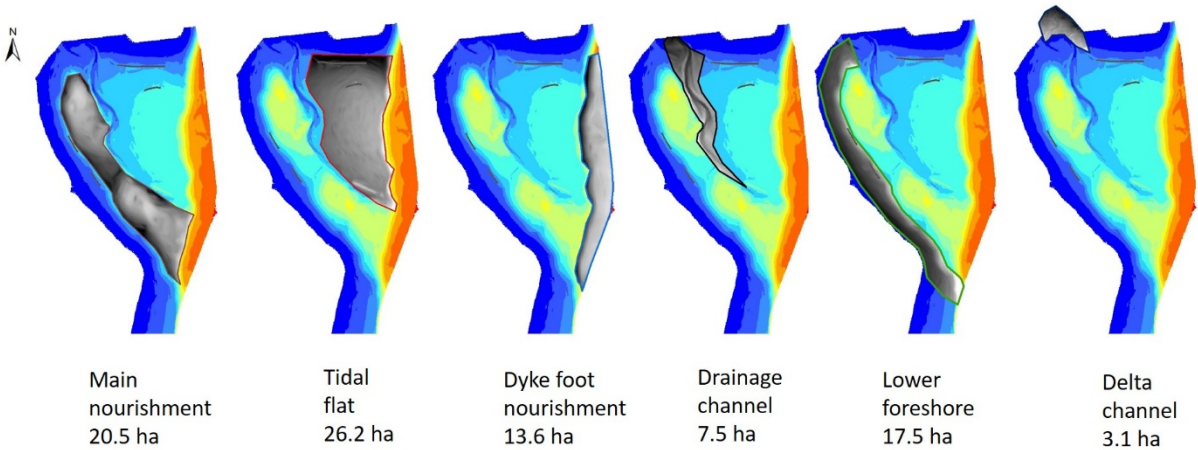 N
Main
nourishment
20.5 ha
Tidal
flat
26.2 ha
Dyke foot
nourishment
13.6 ha
Drainage
channel
7.5 ha
Lower
foreshore
17.5 ha
Delta
channel
3.1 ha